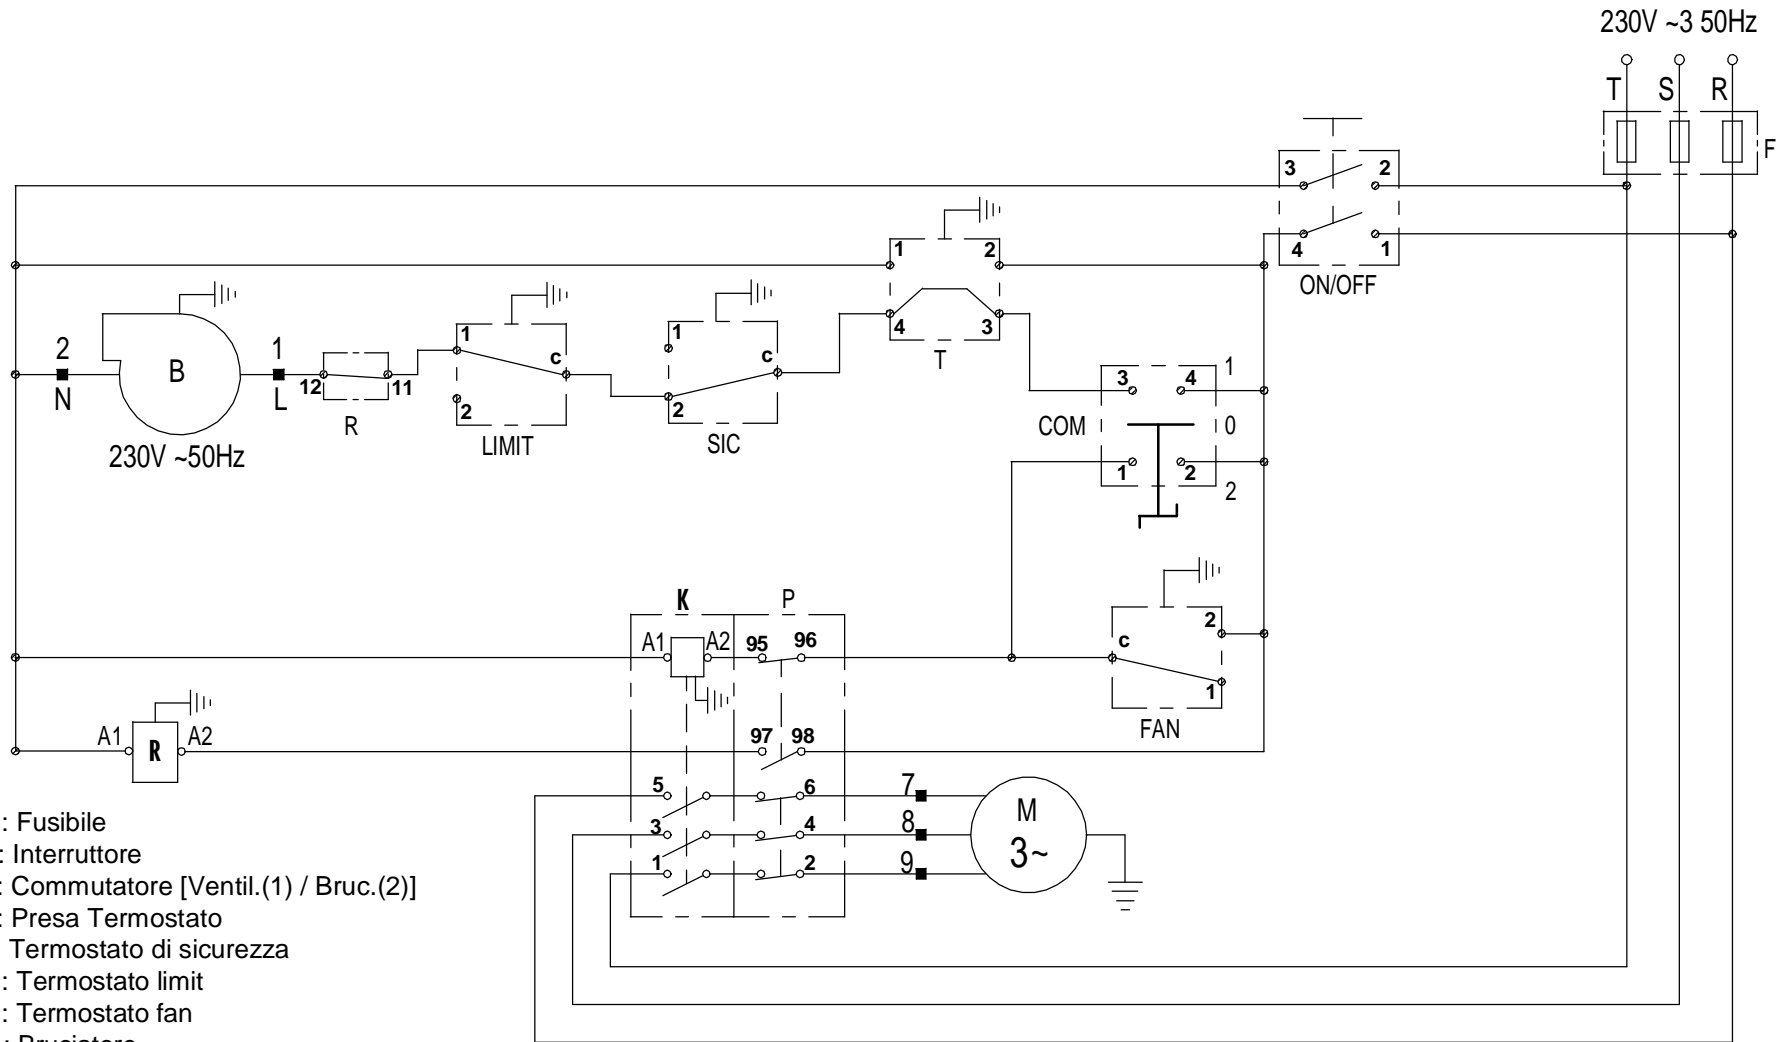 230V ~3 50Hz
T S R
F
3 2
4 1
ON/OFF
1 2
4 3
T
2
N
B
230V ~50Hz
1
L
12 11
R
1
c
2
LIMIT
1
c
2
SIC
COM
3 4
1 2
1
0
2
K P
A1 A2 95 96
c
2
1
FAN
A1 R A2
97 98
5 6 7
3 4 8
1 2 9
M
3~
: Fusibile
: Interruttore
: Commutatore [Ventil.(1) / Bruc.(2)]
: Presa Termostato
Termostato di sicurezza
: Termostato limit
: Termostato fan